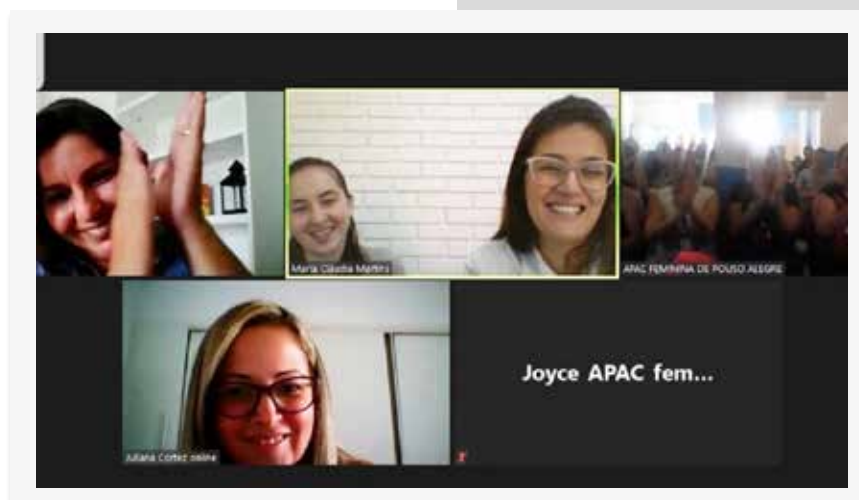 Maria Cláudia Martins
APAC FEMININA DE POUSO ALEGRE
Juliana Cortez online
Joyce APAC fem...